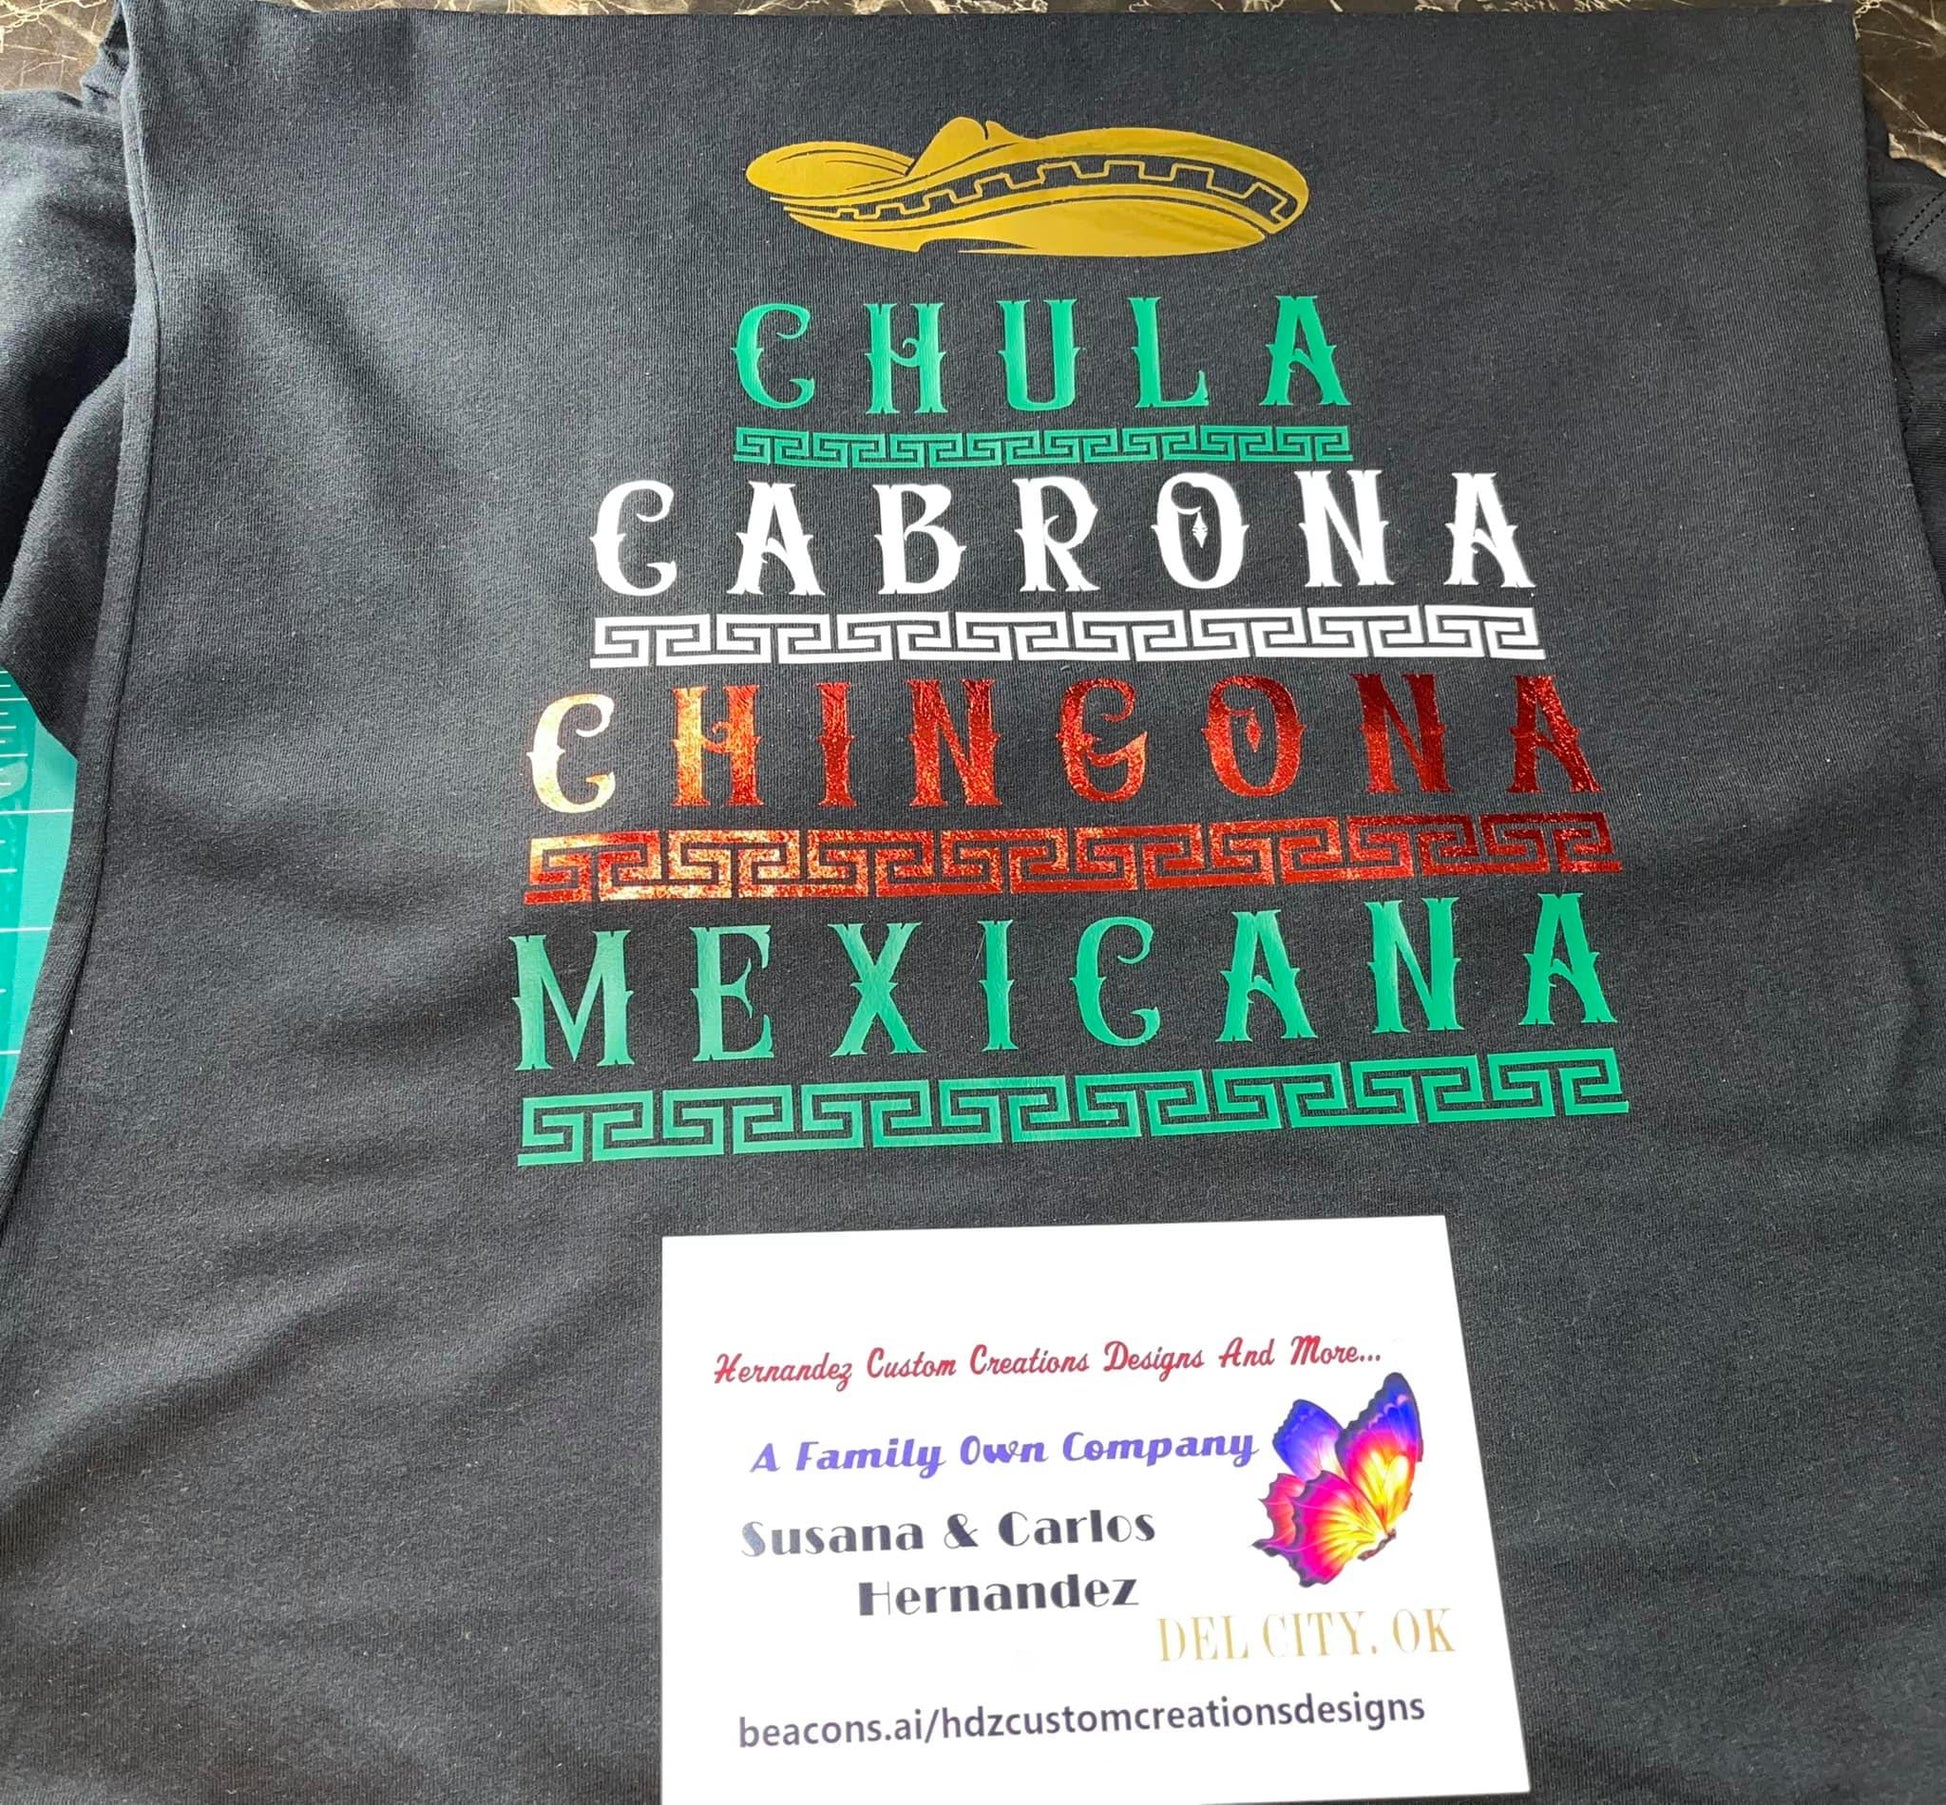 CHULA
CABRONA
CHINGONA
MEXICANA
Hernandez Custom Creations Designs And More...
A Family Own Company
Susana & Carlos
Hernandez
DEL CITY, OK
beacons.ai/hdzcustomcreationsdesigns